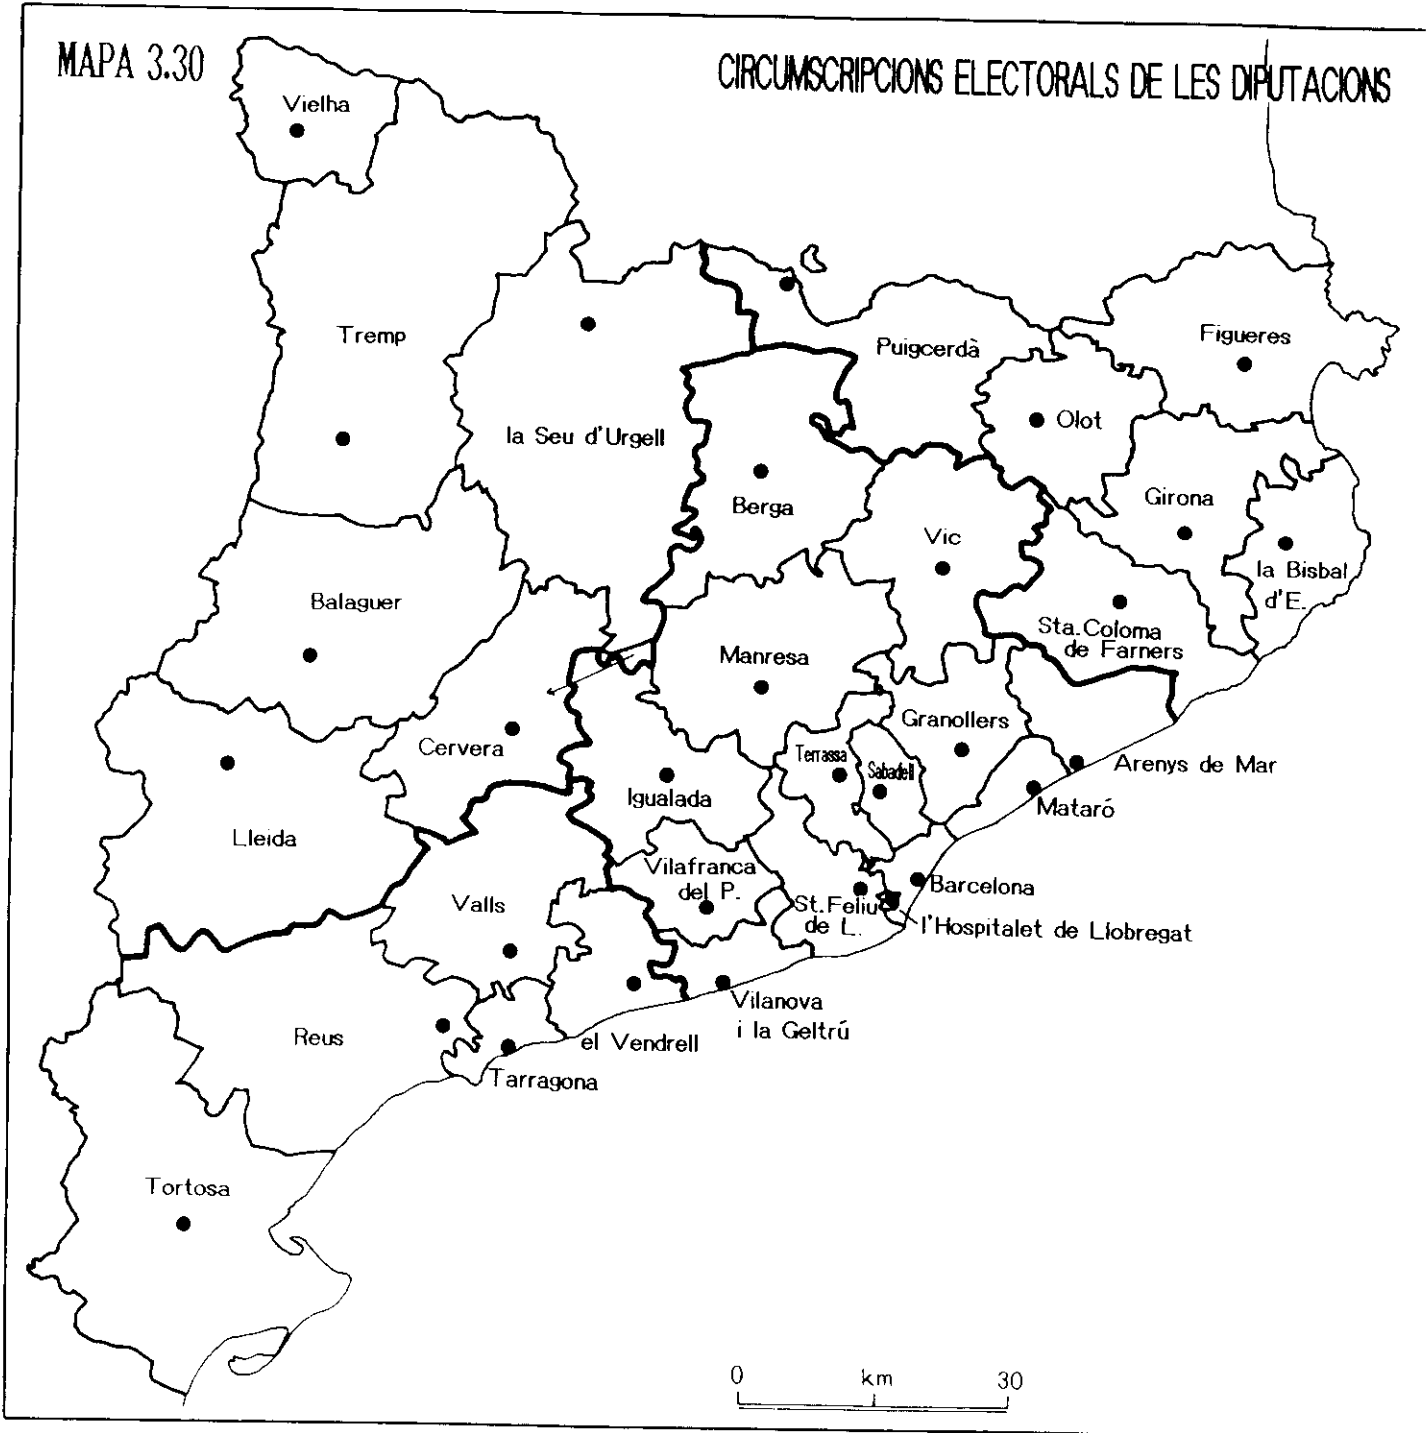 MAPA 3.30
CIRCUMSCRIPCIONS ELECTORALS DE LES DIPUTACIONS
Vielha
Tremp
Puigcerdà
Figueres
la Seu d'Urgell
Olot
Berga
Girona
Vic
la Bisbal
d'E.
Balaguer
Sta. Coloma
de Farners
Manresa
Cervera
Granollers
Terrassa
Sabadell
Arenys de Mar
Igualada
Mataró
Lleida
Vilafranca
del P.
Barcelona
Valls
St. Feliu
de L.
l'Hospitalet de Llobregat
Vilanova
i la Geltrú
Reus
el Vendrell
Tarragona
Tortosa
0 km 30